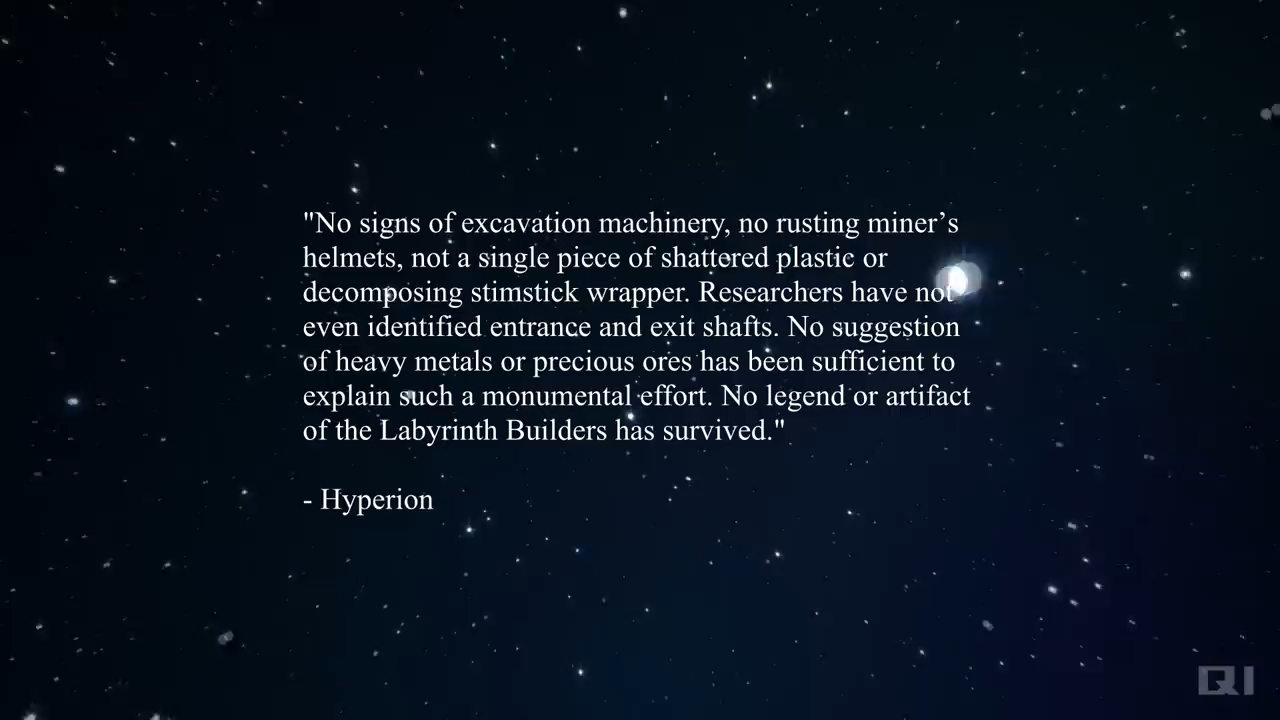 "No signs of excavation machinery, no rusting miner’s
helmets, not a single piece of shattered plastic or
decomposing stimstick wrapper. Researchers have not
even identified entrance and exit shafts. No suggestion
of heavy metals or precious ores has been sufficient to
explain such a monumental effort. No legend or artifact
of the Labyrinth Builders has survived."
- Hyperion
QI